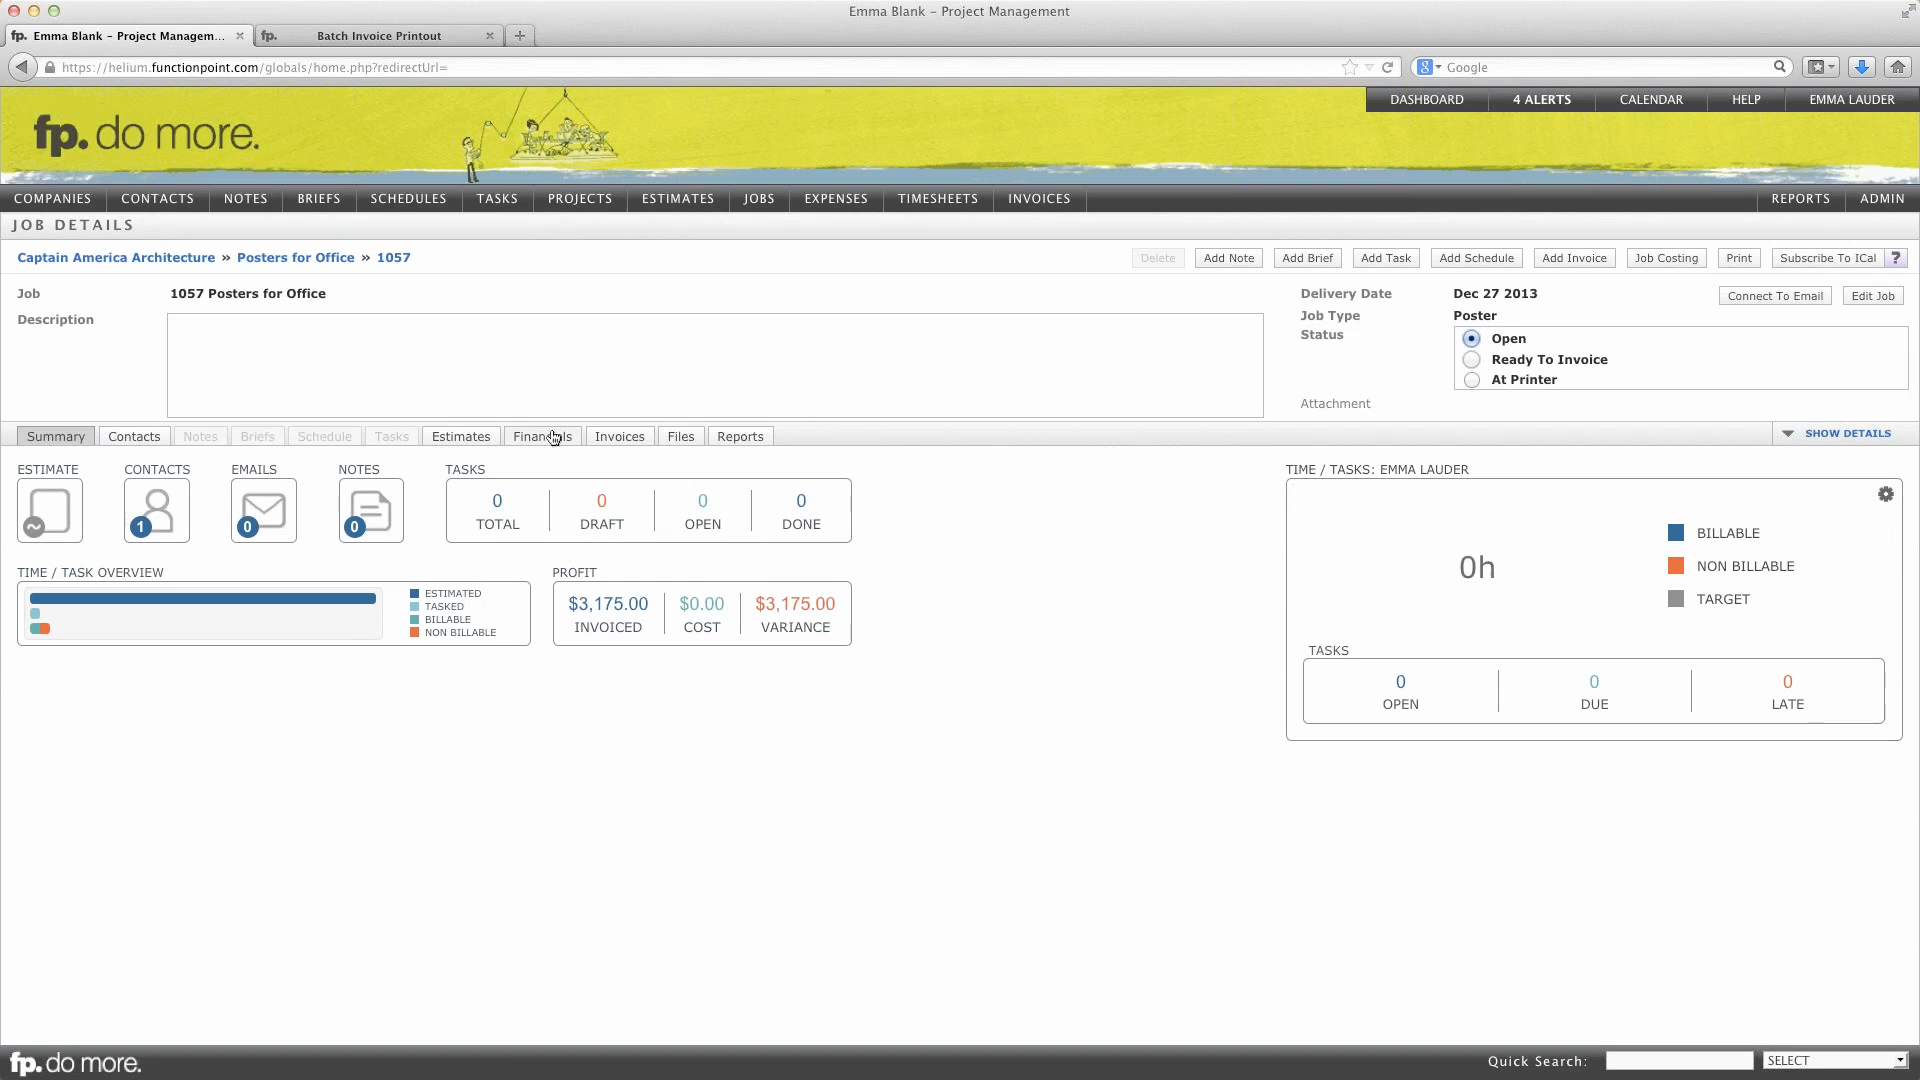 Emma Blank – Project Management
fp. Emma Blank – Project Managem...
fp. Batch Invoice Printout
https://helium.functionpoint.com/globals/home.php?redirectUrl=
Google
DASHBOARD 4 ALERTS CALENDAR HELP EMMA LAUDER
fp. do more.
COMPANIES CONTACTS NOTES BRIEFS SCHEDULES TASKS PROJECTS ESTIMATES JOBS EXPENSES TIMESHEETS INVOICES REPORTS ADMIN
JOB DETAILS
Captain America Architecture » Posters for Office » 1057
Delete Add Note Add Brief Add Task Add Schedule Add Invoice Job Costing Print Subscribe To ICal ?
Job 1057 Posters for Office
Description
Delivery Date Dec 27 2013
Connect To Email Edit Job
Job Type Poster
Status
Open
Ready To Invoice
At Printer
Attachment
Summary Contacts Notes Briefs Schedule Tasks Estimates Financials Invoices Files Reports
SHOW DETAILS
ESTIMATE CONTACTS EMAILS NOTES TASKS
1 0 0
0 0 0 0
TOTAL DRAFT OPEN DONE
TIME / TASK OVERVIEW
ESTIMATED
TASKED
BILLABLE
NON BILLABLE
PROFIT
$3,175.00 $0.00 $3,175.00
INVOICED COST VARIANCE
TIME / TASKS: EMMA LAUDER
0h
BILLABLE
NON BILLABLE
TARGET
TASKS
0 0 0
OPEN DUE LATE
fp. do more.
Quick Search: SELECT